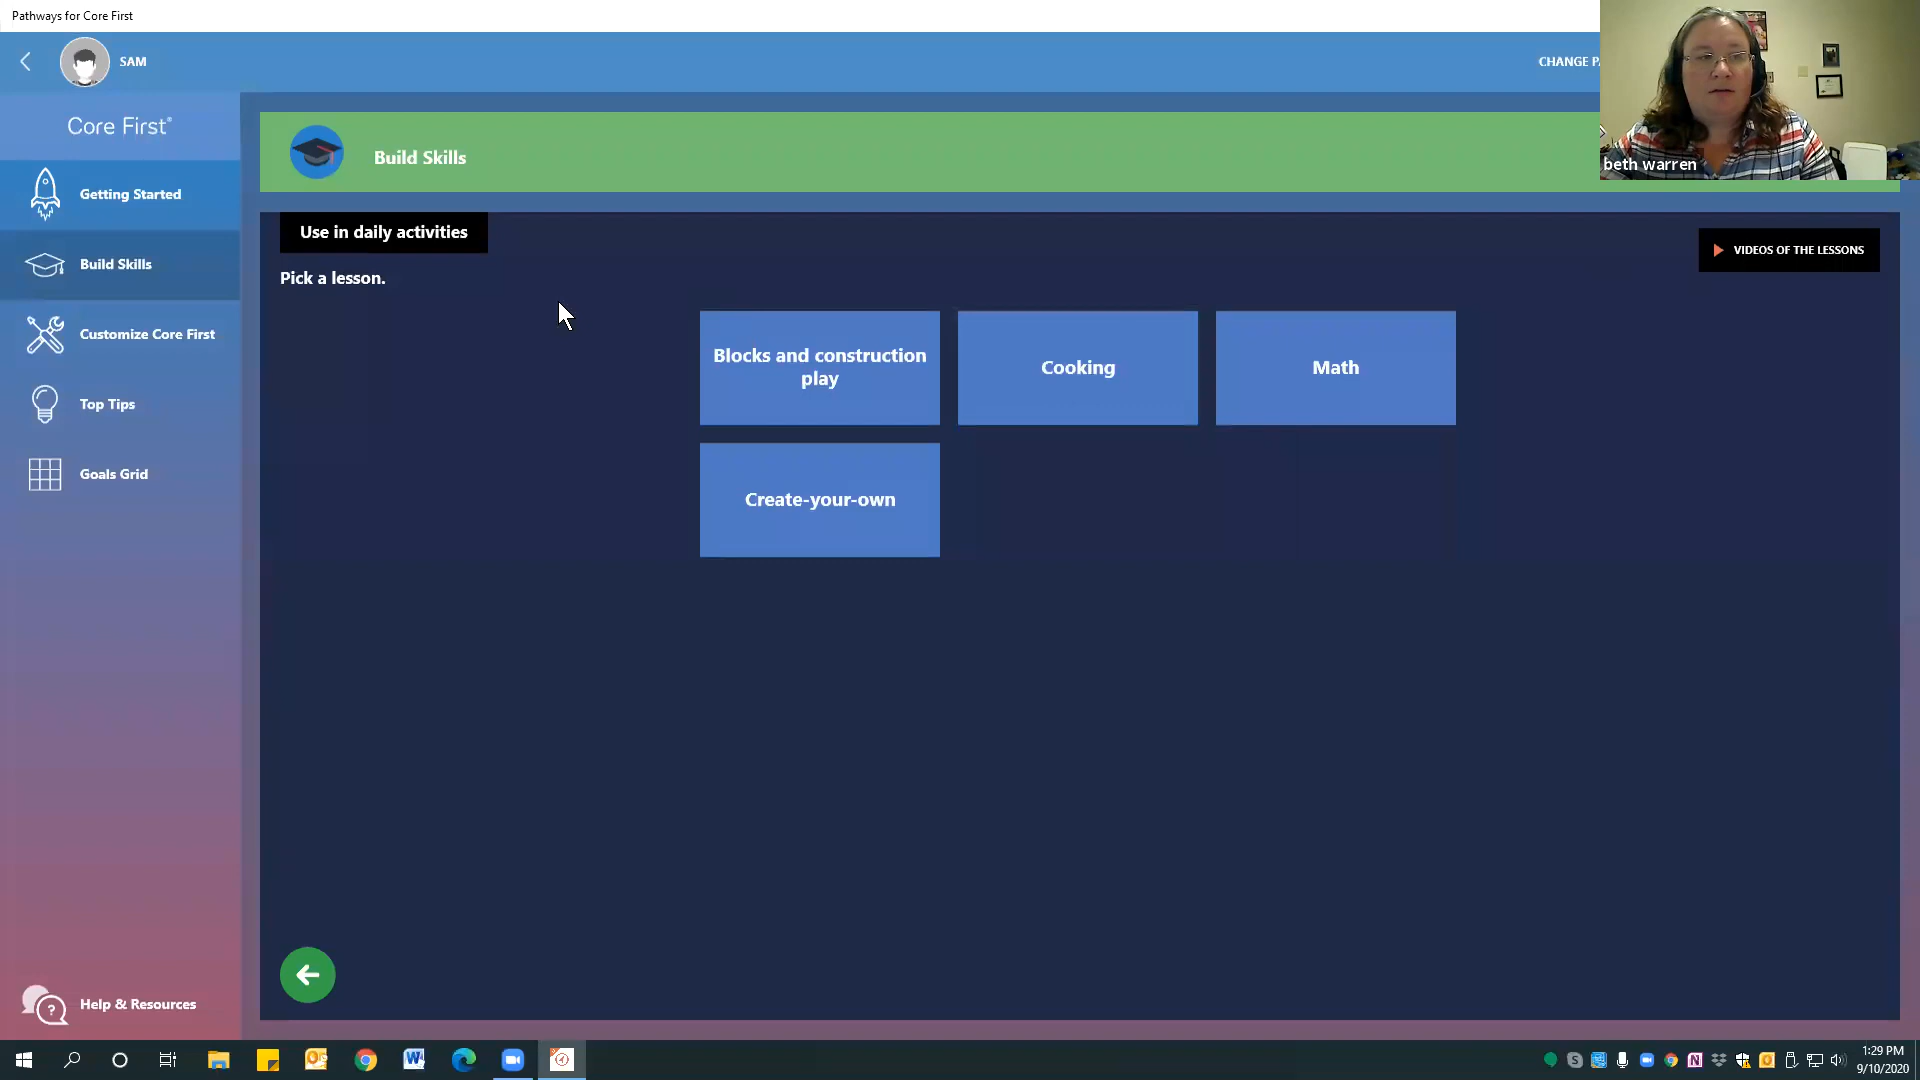 Pathways for Core First
SAM
CHANGE
beth warren
Core First®
Getting Started
Build Skills
Customize Core First
Top Tips
Goals Grid
Help & Resources
Build Skills
Use in daily activities
VIDEOS OF THE LESSONS
Pick a lesson.
Blocks and construction
play
Cooking
Math
Create-your-own
1:29 PM
9/10/2020